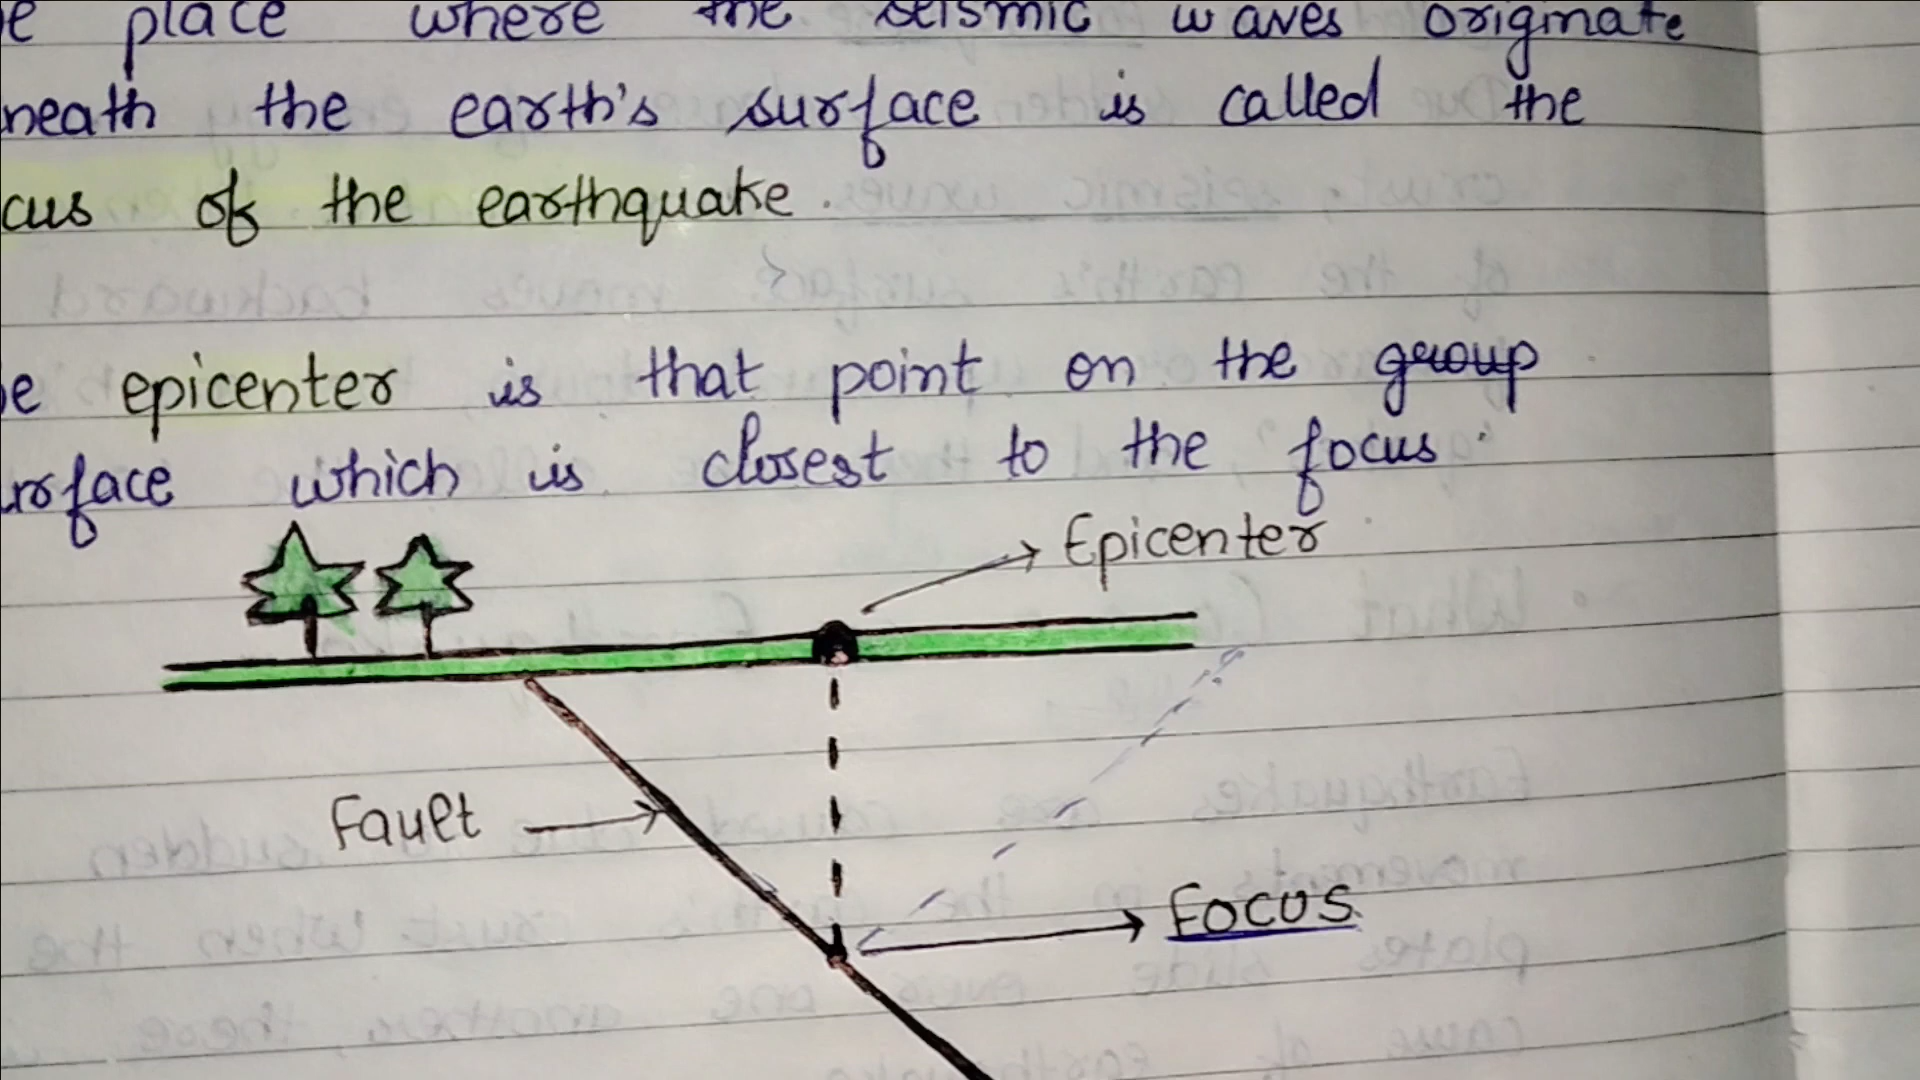 e place where the seismic waves originate
neath the earth's surface is called the
cus of the earthquake.
e epicenter is that point on the group
urface which is closest to the focus.
Epicenter
Fault
Focus